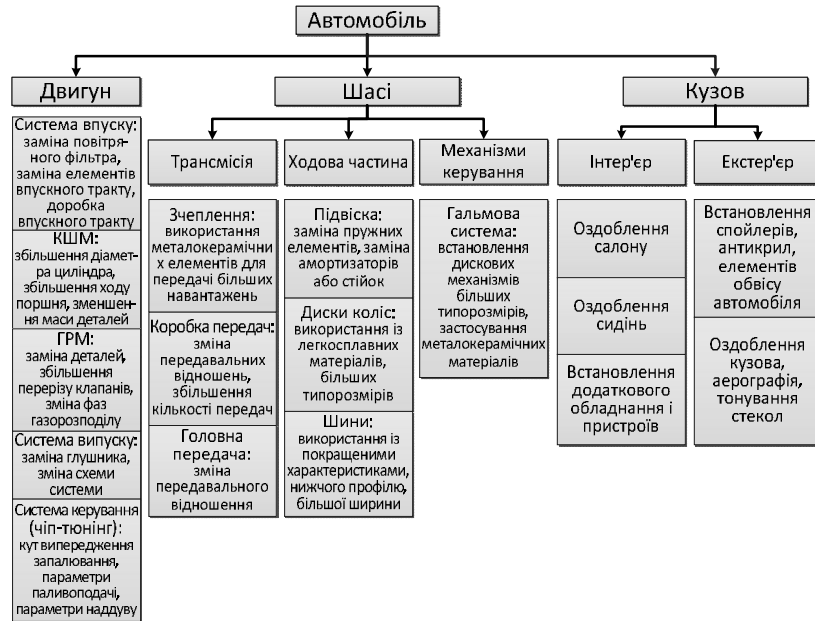 Автомобіль
Двигун
Шасі
Кузов
Система впуску:
заміна повітря-
ного фільтра,
заміна елементів
впускного тракту,
доробка
впускного тракту
КШМ:
збільшення діамет-
ра циліндра,
збільшення ходу
поршня, зменшен-
ня маси деталей
ГРМ:
заміна деталей,
збільшення
перерізу клапанів,
зміна фаз
газорозподілу
Система випуску:
заміна глушника,
зміна схеми
системи
Система керування
(чіп-тюнінг):
кут випередження
запалювання,
параметри
паливоподачі,
параметри наддуву
Трансмісія
Зчеплення:
використання
металокерамічни
х елементів для
передачі більших
навантажень
Коробка передач:
зміна
передавальних
відношень,
збільшення
кількості передач
Головна
передача:
зміна
передавального
відношення
Ходова частина
Підвіска:
заміна пружних
елементів, заміна
амортизаторів
або стійок
Диски коліс:
використання із
легкосплавних
матеріалів,
більших
типорозмірів
Шини:
використання із
покращеними
характеристиками,
нижчого профілю,
більшої ширини
Механізми
керування
Гальмова
система:
встановлення
дискових
механізмів
більших
типорозмірів,
застосування
металокерамічних
матеріалів
Інтер'єр
Оздоблення
салону
Оздоблення
сидінь
Встановлення
додаткового
обладнання і
пристроїв
Екстер'єр
Встановлення
спойлерів,
антикрил,
елементів
обвісу
автомобіля
Оздоблення
кузова,
аерографія,
тонування
стекол